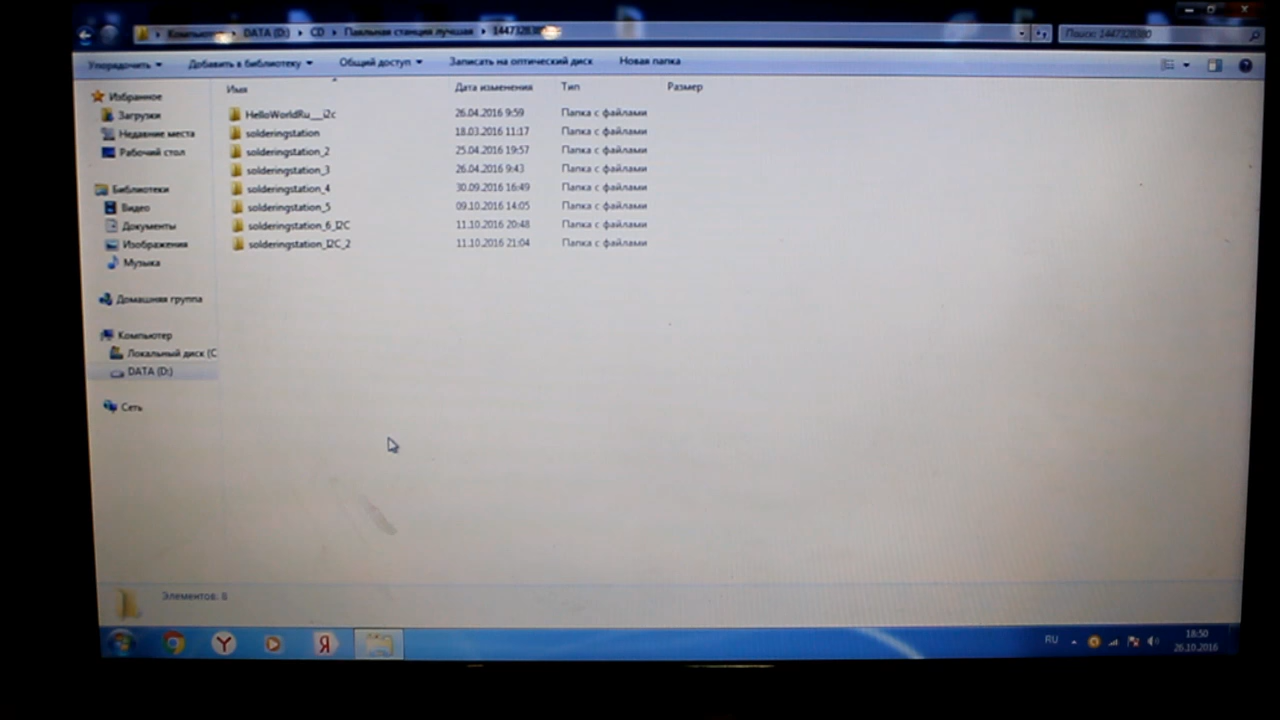 Компьютер ▸ DATA (D:) ▸ CD ▸ Паяльная станция лучшая ▸ 1447328380
Поиск: 1447328380
Упорядочить Добавить в библиотеку Общий доступ Записать на оптический диск Новая папка
Имя Дата изменения Тип Размер
Избранное
Загрузки
Недавние места
Рабочий стол
Библиотеки
Видео
Документы
Изображения
Музыка
Домашняя группа
Компьютер
Локальный диск (C
DATA (D:)
Сеть
HelloWorldRu___i2c 26.04.2016 9:59 Папка с файлами
solderingstation 18.03.2016 11:17 Папка с файлами
solderingstation_2 25.04.2016 19:57 Папка с файлами
solderingstation_3 26.04.2016 9:43 Папка с файлами
solderingstation_4 30.09.2016 16:49 Папка с файлами
solderingstation_5 09.10.2016 14:05 Папка с файлами
solderingstation_6_I2C 11.10.2016 20:48 Папка с файлами
solderingstation_I2C_2 11.10.2016 21:04 Папка с файлами
Элементов: 8
RU
18:50
26.10.2016